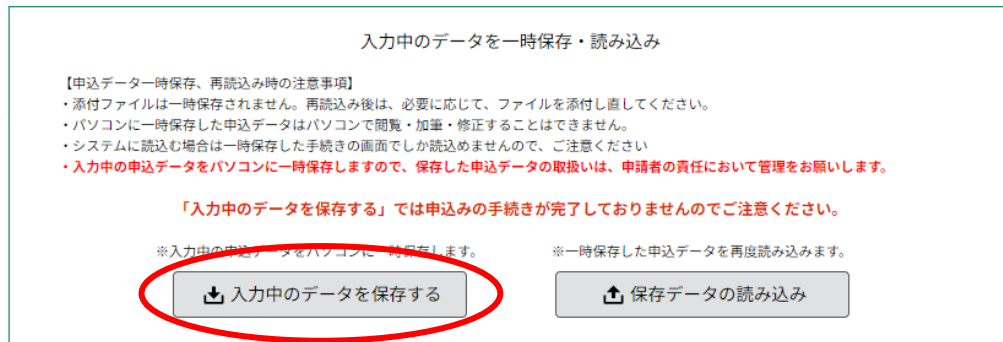 入力中のデータを一時保存・読み込み
【申込データ一時保存、再読込み時の注意事項】
・添付ファイルは一時保存されません。再読込み後は、必要に応じて、ファイルを添付し直してください。
・パソコンに一時保存した申込データはパソコンで閲覧・加筆・修正することはできません。
・システムに読込む場合は一時保存した手続きの画面でしか読込めませんので、ご注意ください
・入力中の申込データをパソコンに一時保存しますので、保存した申込データの取扱いは、申請者の責任において管理をお願いします。
「入力中のデータを保存する」では申込みの手続きが完了しておりませんのでご注意ください。
※入力中の申込データをパソコンに一時保存します。
※一時保存した申込データを再度読み込みます。
入力中のデータを保存する
保存データの読み込み